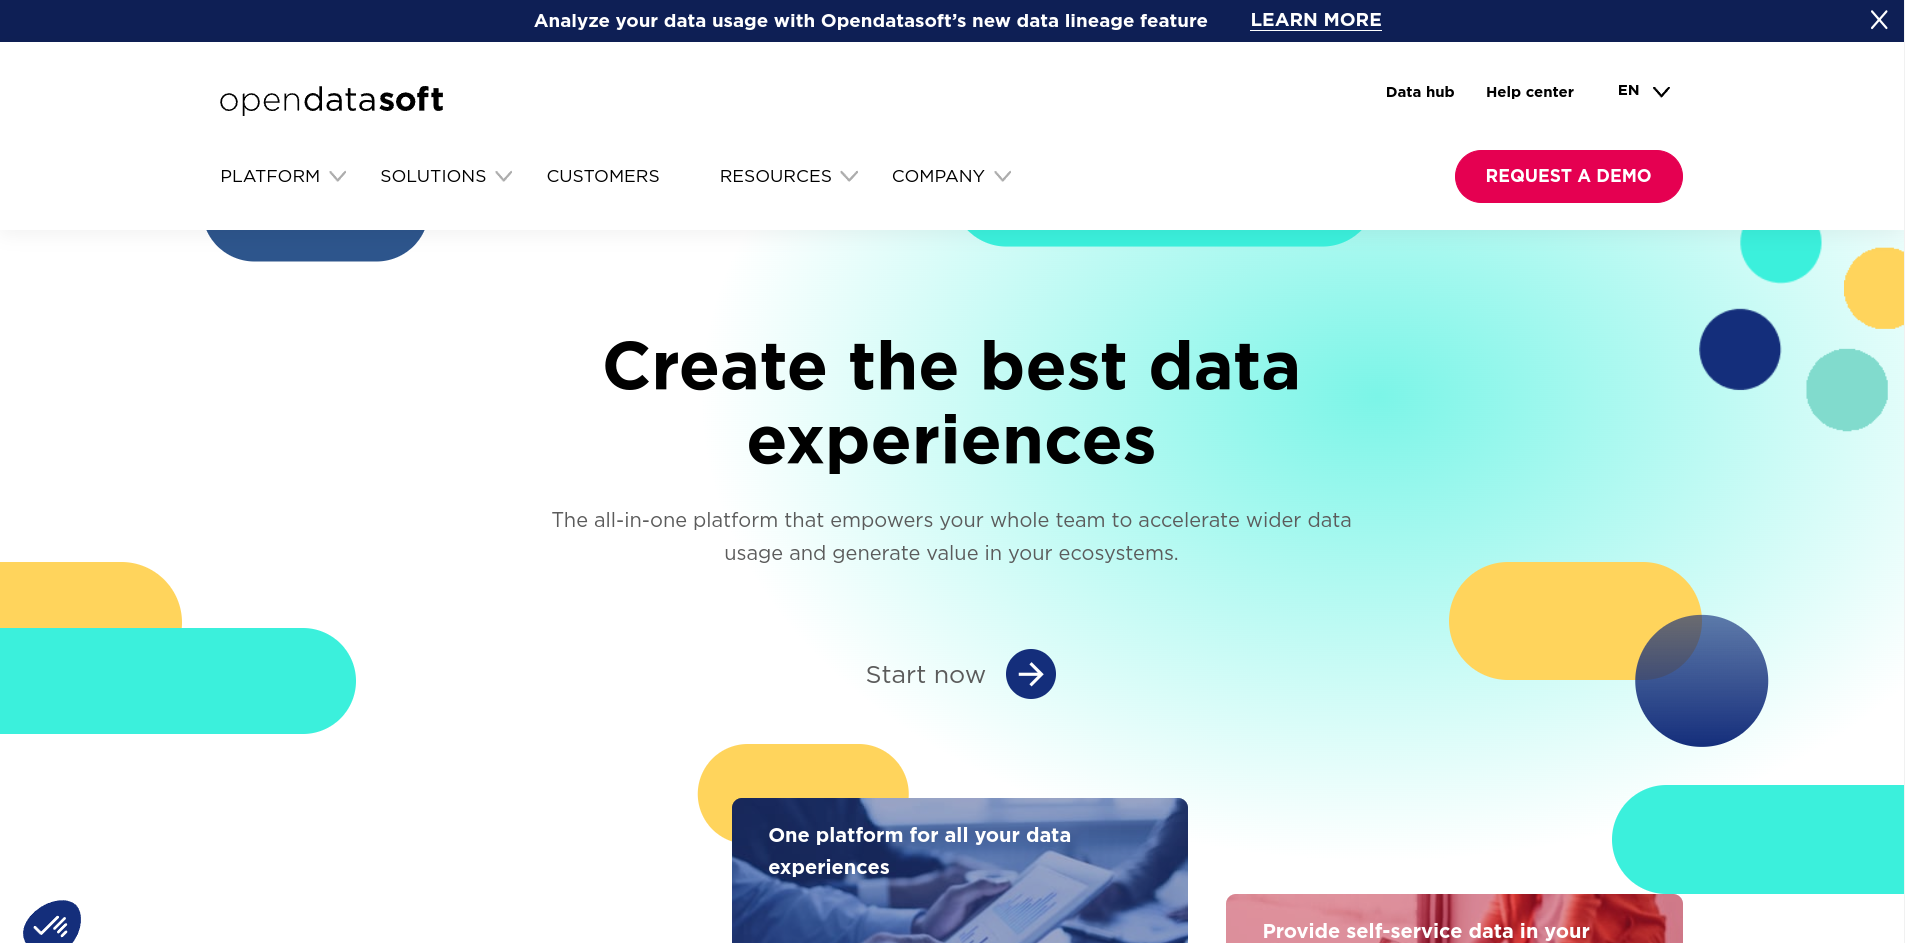 Analyze your data usage with Opendatasoft’s new data lineage feature LEARN MORE
opendatasoft
Data hub Help center EN
PLATFORM SOLUTIONS CUSTOMERS RESOURCES COMPANY REQUEST A DEMO
Create the best data
experiences
The all-in-one platform that empowers your whole team to accelerate wider data
usage and generate value in your ecosystems.
Start now
One platform for all your data
experiences
Provide self-service data in your